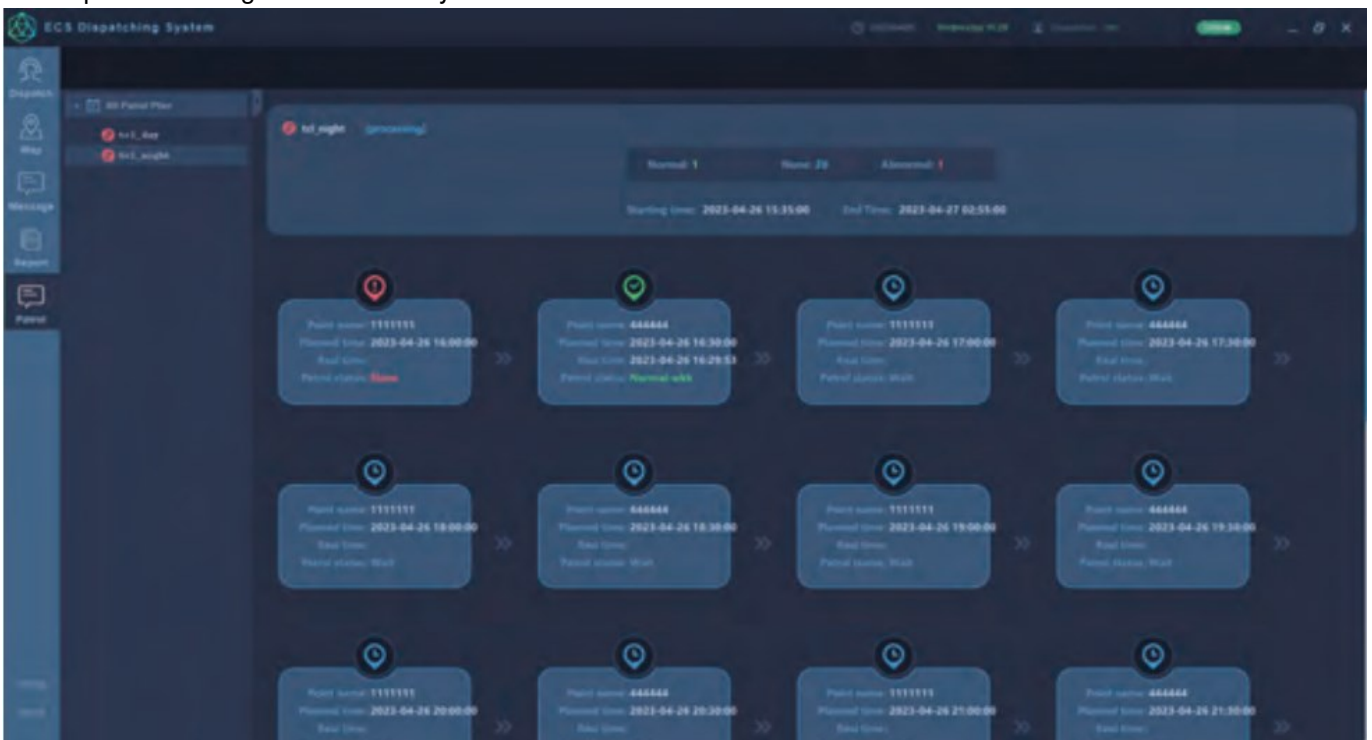 ECS Dispatching System
Dispatch
Map
Message
Report
Patrol
All Patrol Plan
tcl_night (processing)
Normal: 1 None: 20 Abnormal: 1
Starting time: 2023-04-26 15:35:00 End Time: 2023-04-27 02:55:00
Point name: 1111111
Planned time: 2023-04-26 16:00:00
Real time:
Patrol status: None
Point name: 444444
Planned time: 2023-04-26 16:30:00
Real time: 2023-04-26 16:29:53
Patrol status: Normal
Point name: 1111111
Planned time: 2023-04-26 17:00:00
Real time:
Patrol status: Wait
Point name: 444444
Planned time: 2023-04-26 17:30:00
Real time:
Patrol status: Wait
Point name: 1111111
Planned time: 2023-04-26 18:00:00
Real time:
Patrol status: Wait
Point name: 444444
Planned time: 2023-04-26 18:30:00
Real time:
Patrol status: Wait
Point name: 1111111
Planned time: 2023-04-26 19:00:00
Real time:
Patrol status: Wait
Point name: 444444
Planned time: 2023-04-26 19:30:00
Real time:
Patrol status: Wait
Point name: 1111111
Planned time: 2023-04-26 20:00:00
Real time:
Point name: 444444
Planned time: 2023-04-26 20:30:00
Real time:
Point name: 1111111
Planned time: 2023-04-26 21:00:00
Real time:
Point name: 444444
Planned time: 2023-04-26 21:30:00
Real time: